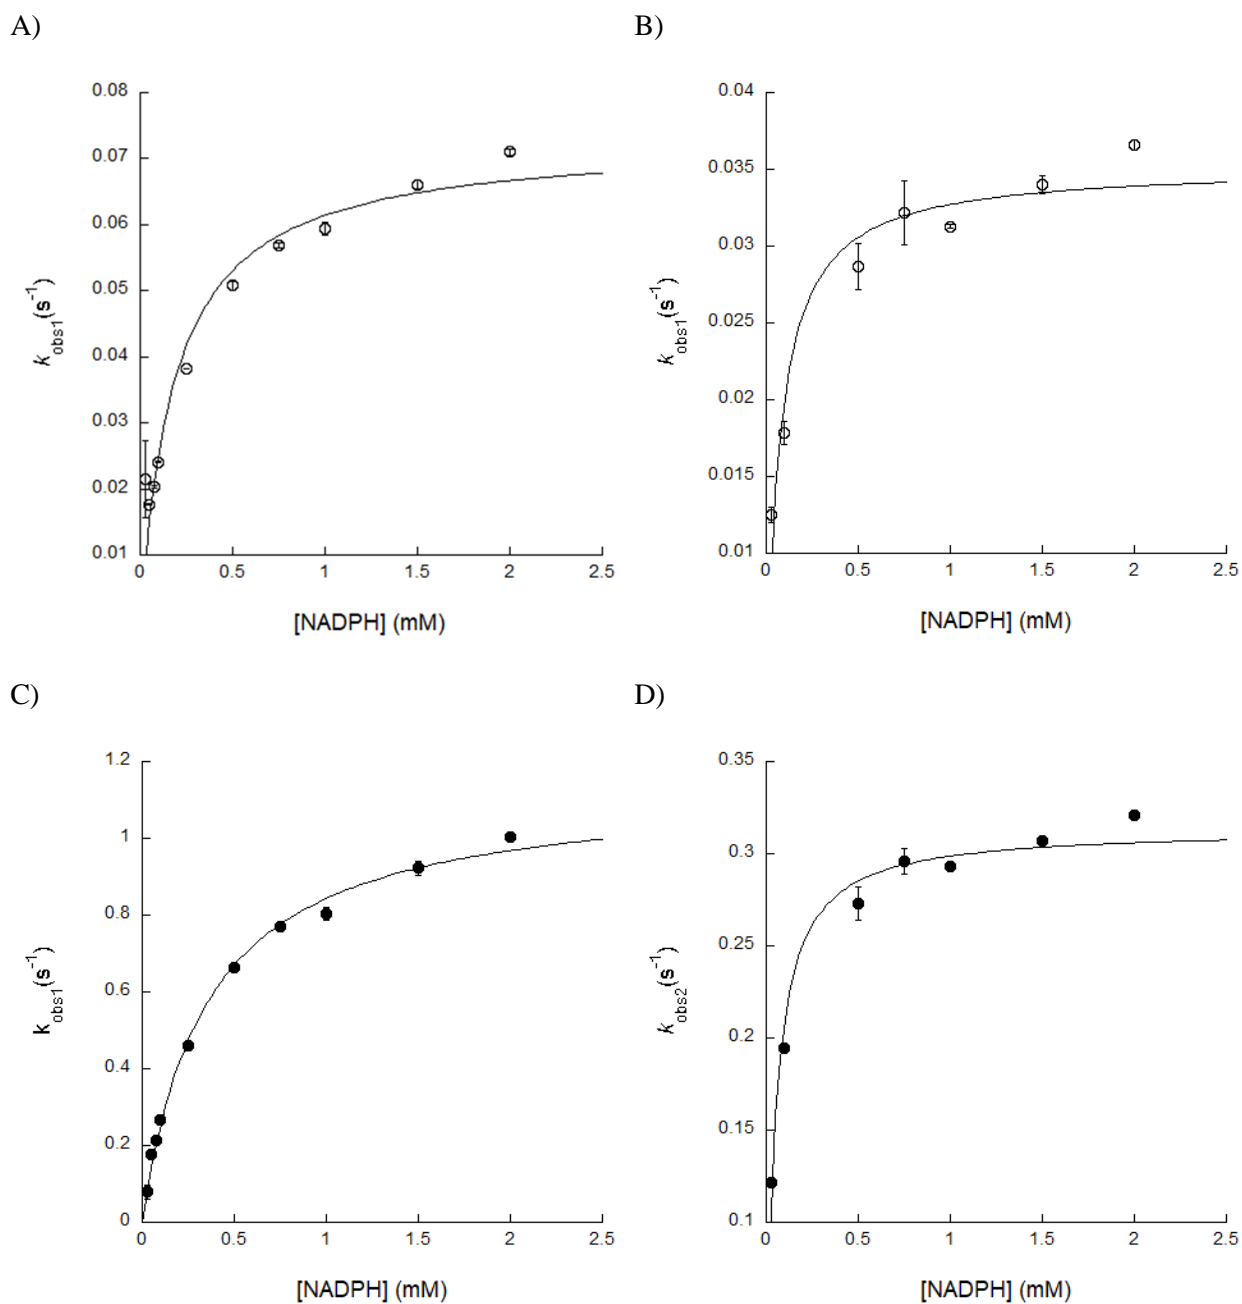 A)
0.08
0.07
0.06
0.05
0.04
0.03
0.02
0.01
k obs1 (s⁻¹)
0 0.5 1 1.5 2 2.5
[NADPH] (mM)
B)
0.04
0.035
0.03
0.025
0.02
0.015
0.01
k obs1 (s⁻¹)
0 0.5 1 1.5 2 2.5
[NADPH] (mM)
C)
1.2
1
0.8
0.6
0.4
0.2
0
k obs1 (s⁻¹)
0 0.5 1 1.5 2 2.5
[NADPH] (mM)
D)
0.35
0.3
0.25
0.2
0.15
0.1
k obs2 (s⁻¹)
0 0.5 1 1.5 2 2.5
[NADPH] (mM)